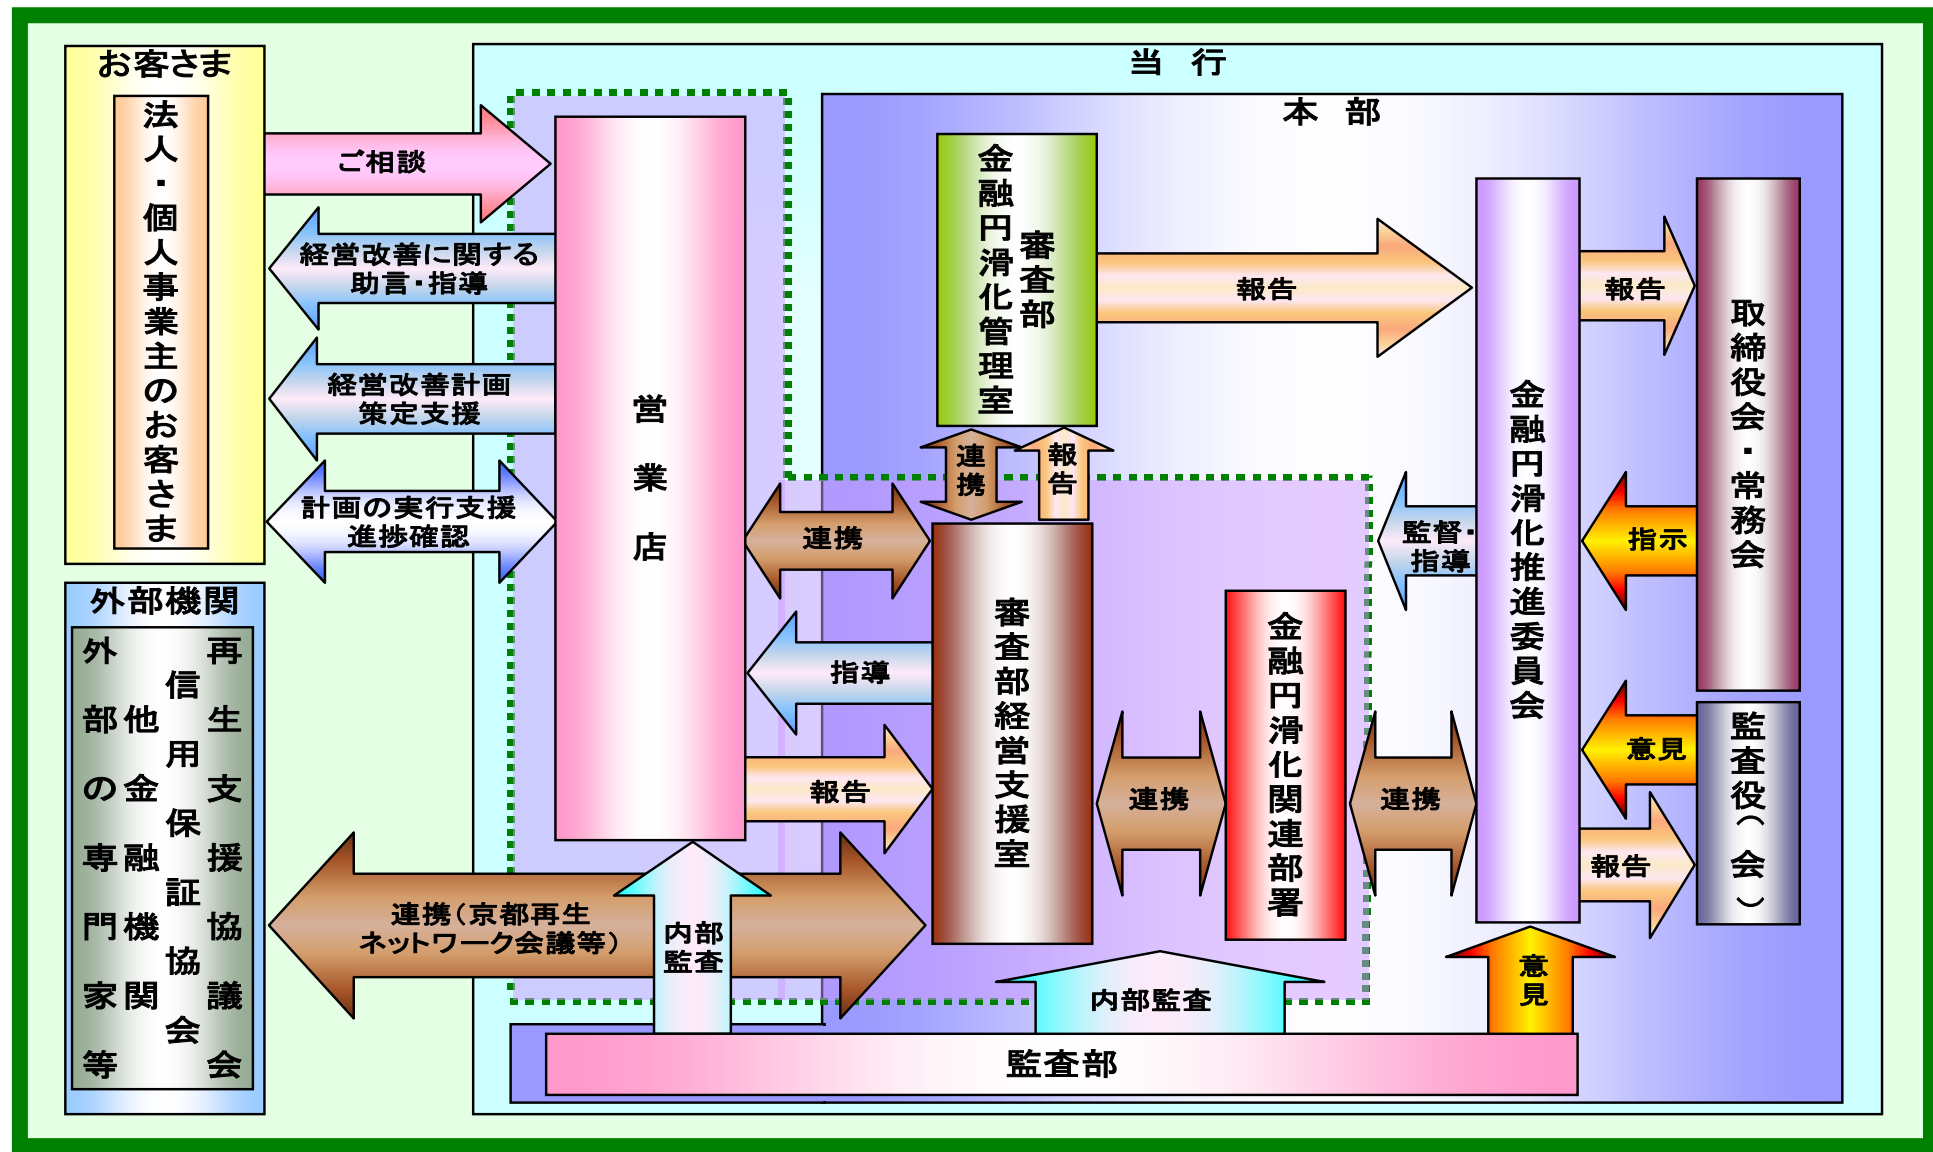 お客さま
法人・個人事業主のお客さま
外部機関
再生支援協議会
信用保証協会
他金融機関
外部の専門家等
当 行
本 部
ご相談
経営改善に関する
助言・指導
経営改善計画
策定支援
計画の実行支援
進捗確認
連携(京都再生
ネットワーク会議等)
営業店
連携
指導
報告
内部
監査
審査部
金融円滑化管理室
連携
報告
審査部経営支援室
連携
金融円滑化関連部署
連携
内部監査
報告
監督・
指導
金融円滑化推進委員会
報告
指示
意見
報告
意見
取締役会・常務会
監査役(会)
監査部